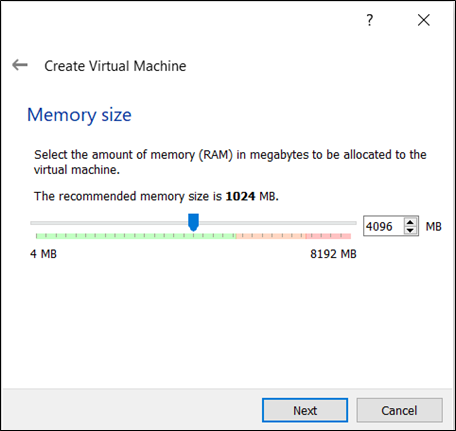 ?
Create Virtual Machine
Memory size
Select the amount of memory (RAM) in megabytes to be allocated to the
virtual machine.
The recommended memory size is 1024 MB.
4096 MB
4 MB 8192 MB
Next Cancel